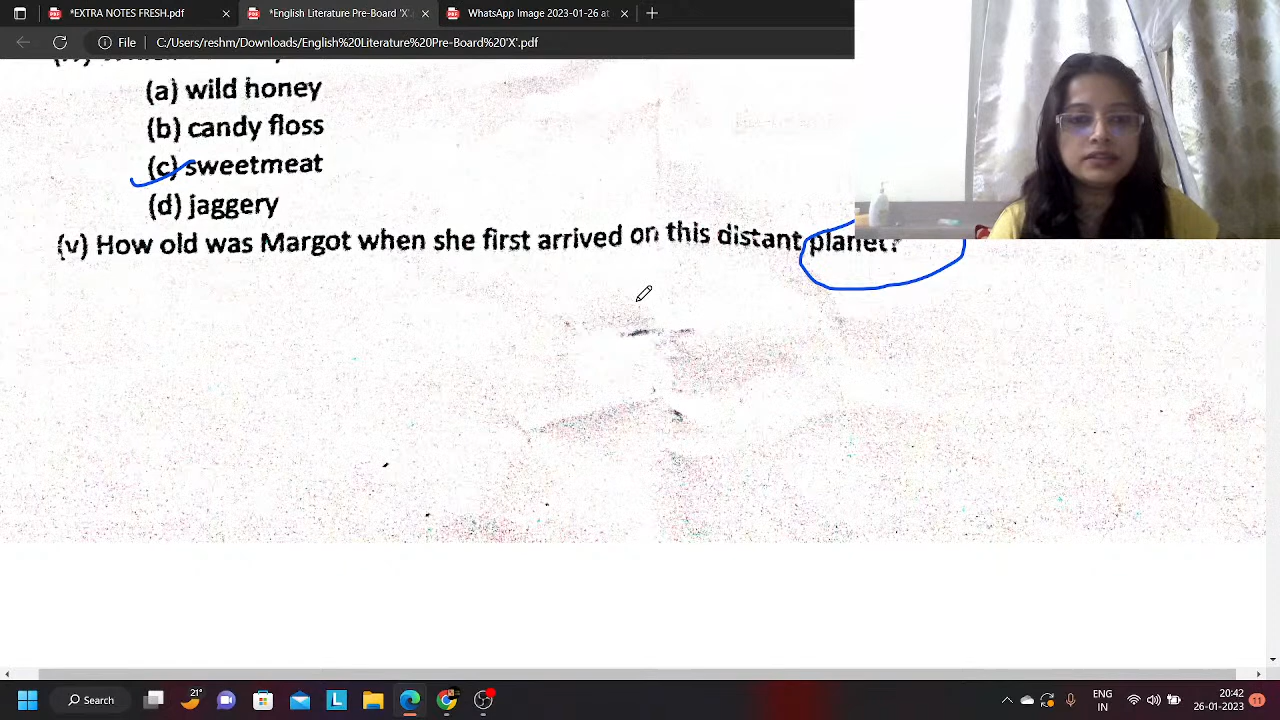 *EXTRA NOTES FRESH.pdf
*English Literature Pre-Board 'X'.
WhatsApp Image 2023-01-26 at
File
C:/Users/reshm/Downloads/English%20Literature%20Pre-Board%20'X'.pdf
(a) wild honey
(b) candy floss
(c) sweetmeat
(d) jaggery
(v) How old was Margot when she first arrived on this distant planet?
21°
Search
ENG
IN
20:42
26-01-2023
11